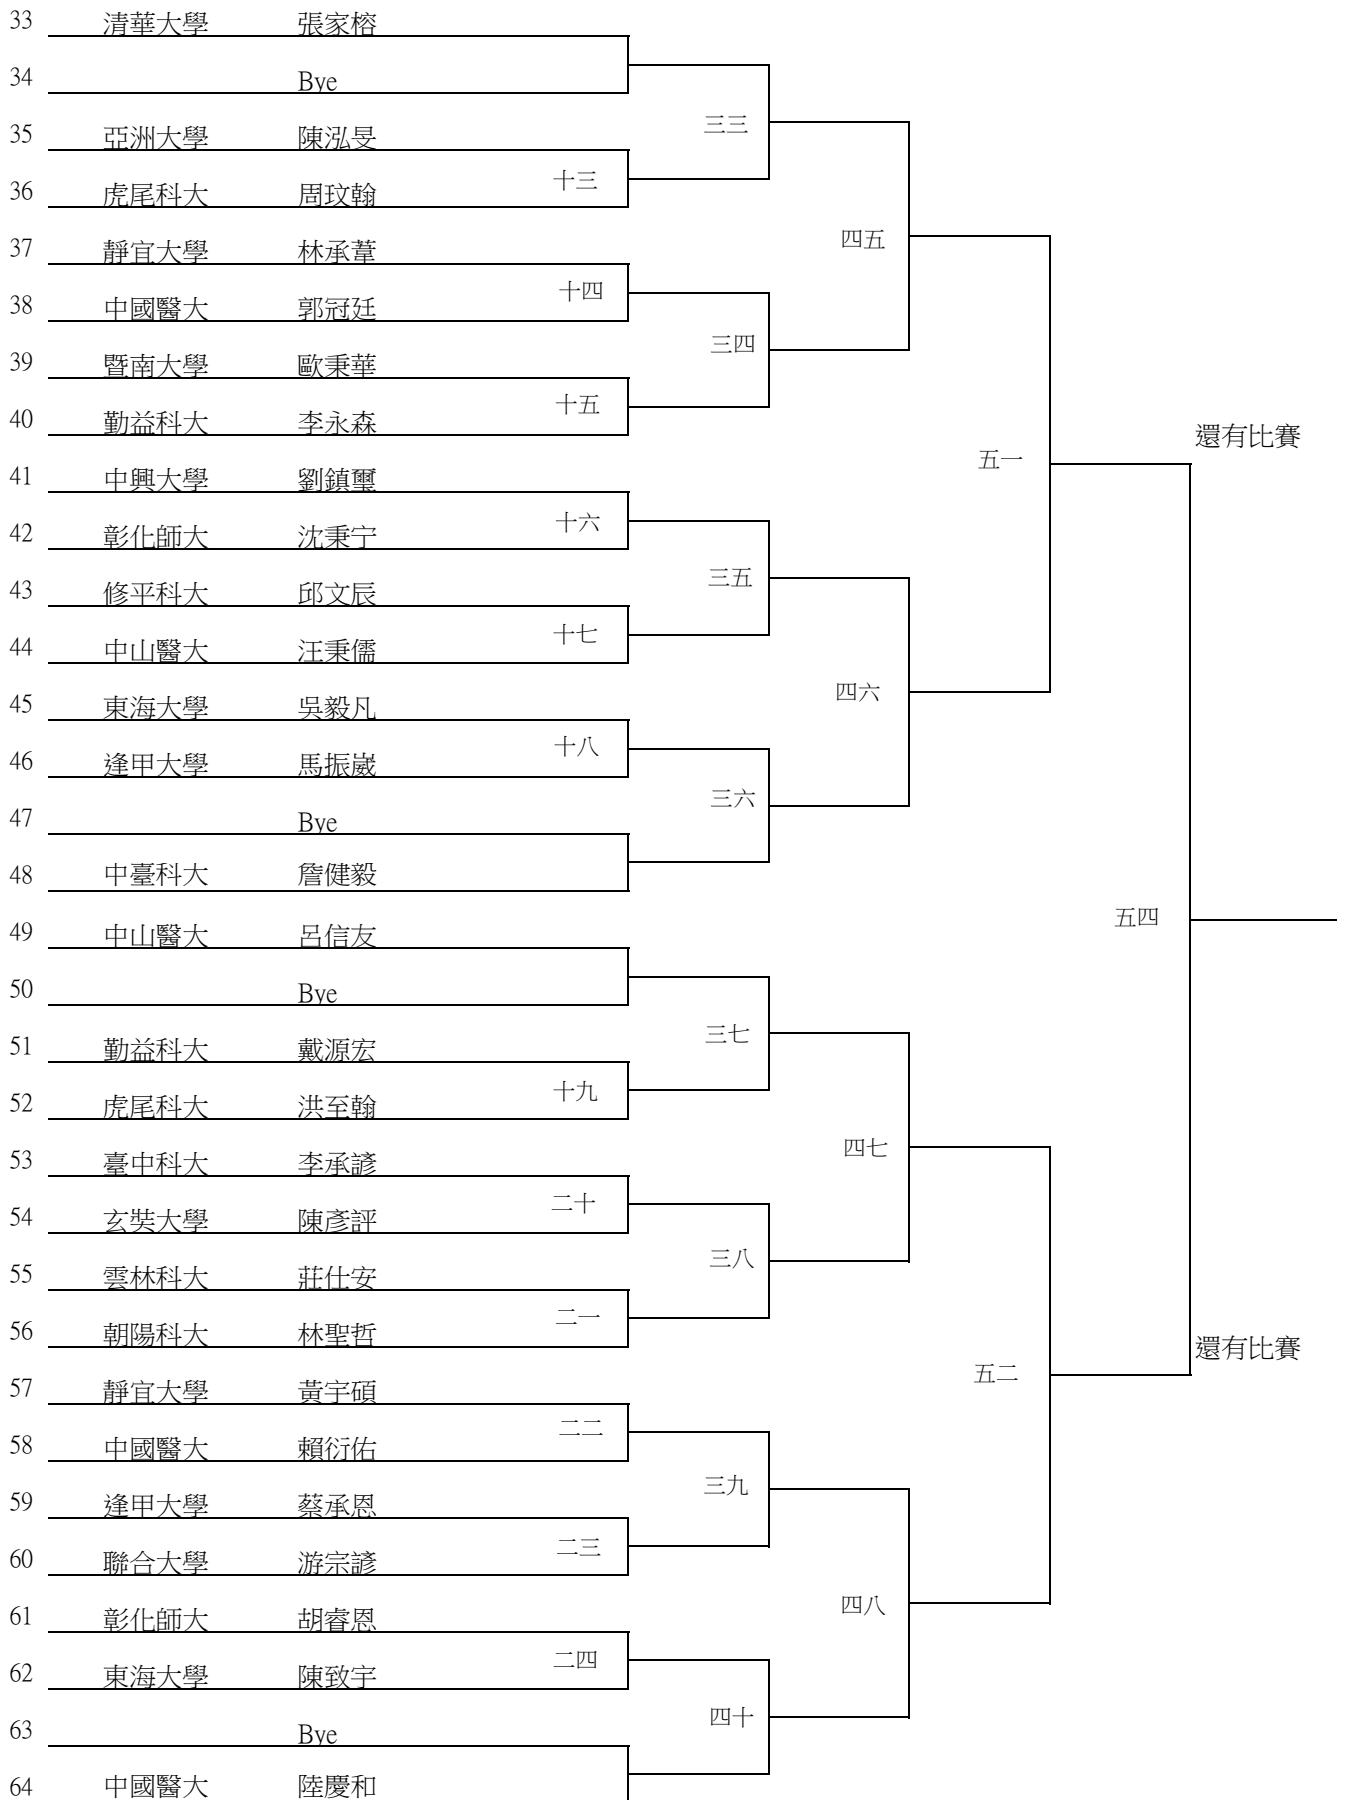 33 清華大學 張家榕
34 Bye
三三
35 亞洲大學 陳泓旻
十三
36 虎尾科大 周玟翰
四五
37 靜宜大學 林承葦
十四
38 中國醫大 郭冠廷
三四
39 暨南大學 歐秉華
十五
40 勤益科大 李永森
還有比賽
五一
41 中興大學 劉鎮璽
十六
42 彰化師大 沈秉宁
三五
43 修平科大 邱文辰
十七
44 中山醫大 汪秉儒
四六
45 東海大學 吳毅凡
十八
46 逢甲大學 馬振崴
三六
47 Bye
48 中臺科大 詹健毅
五四
49 中山醫大 呂信友
50 Bye
三七
51 勤益科大 戴源宏
十九
52 虎尾科大 洪至翰
四七
53 臺中科大 李承諺
二十
54 玄奘大學 陳彥評
三八
55 雲林科大 莊仕安
二一
56 朝陽科大 林聖哲
還有比賽
五二
57 靜宜大學 黃宇碩
二二
58 中國醫大 賴衍佑
三九
59 逢甲大學 蔡承恩
二三
60 聯合大學 游宗諺
四八
61 彰化師大 胡睿恩
二四
62 東海大學 陳致宇
四十
63 Bye
64 中國醫大 陸慶和